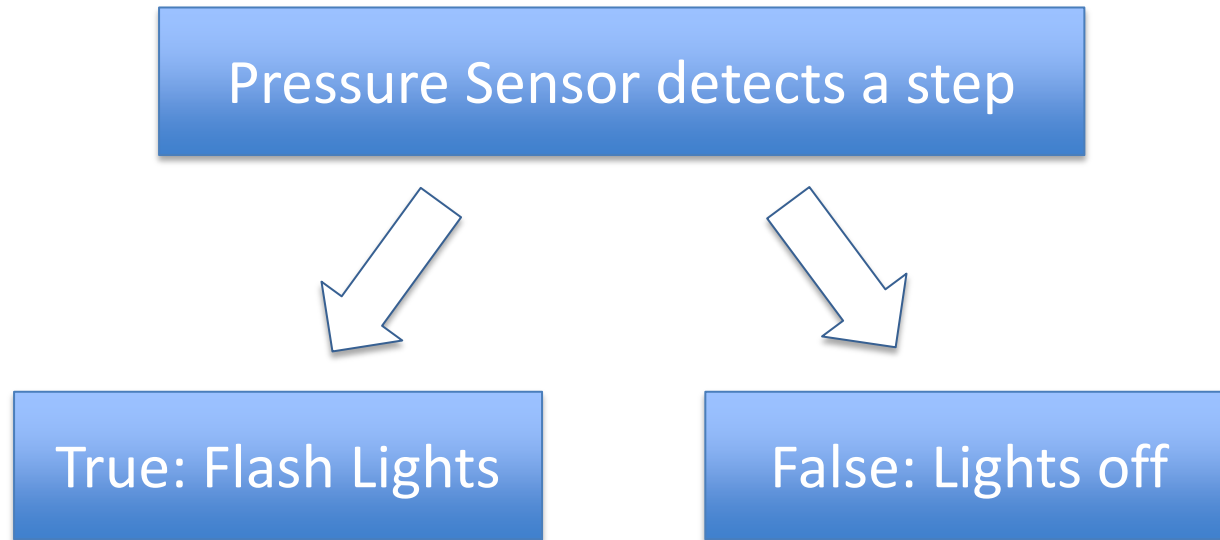 Pressure Sensor detects a step
True: Flash Lights
False: Lights off